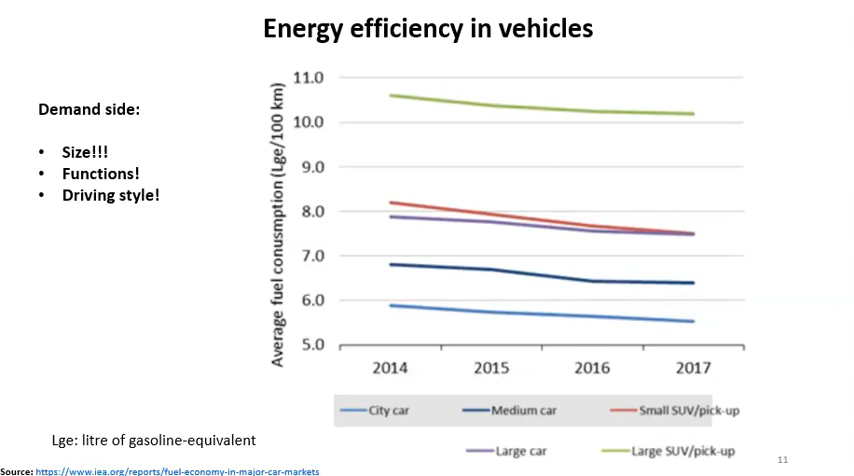 Energy efficiency in vehicles
Demand side:
• Size!!!
• Functions!
• Driving style!
Average fuel conusmption (Lge/100 km)
11.0
10.0
9.0
8.0
7.0
6.0
5.0
2014 2015 2016 2017
City car Medium car Small SUV/pick-up
Large car Large SUV/pick-up
Lge: litre of gasoline-equivalent
11
Source: https://www.iea.org/reports/fuel-economy-in-major-car-markets